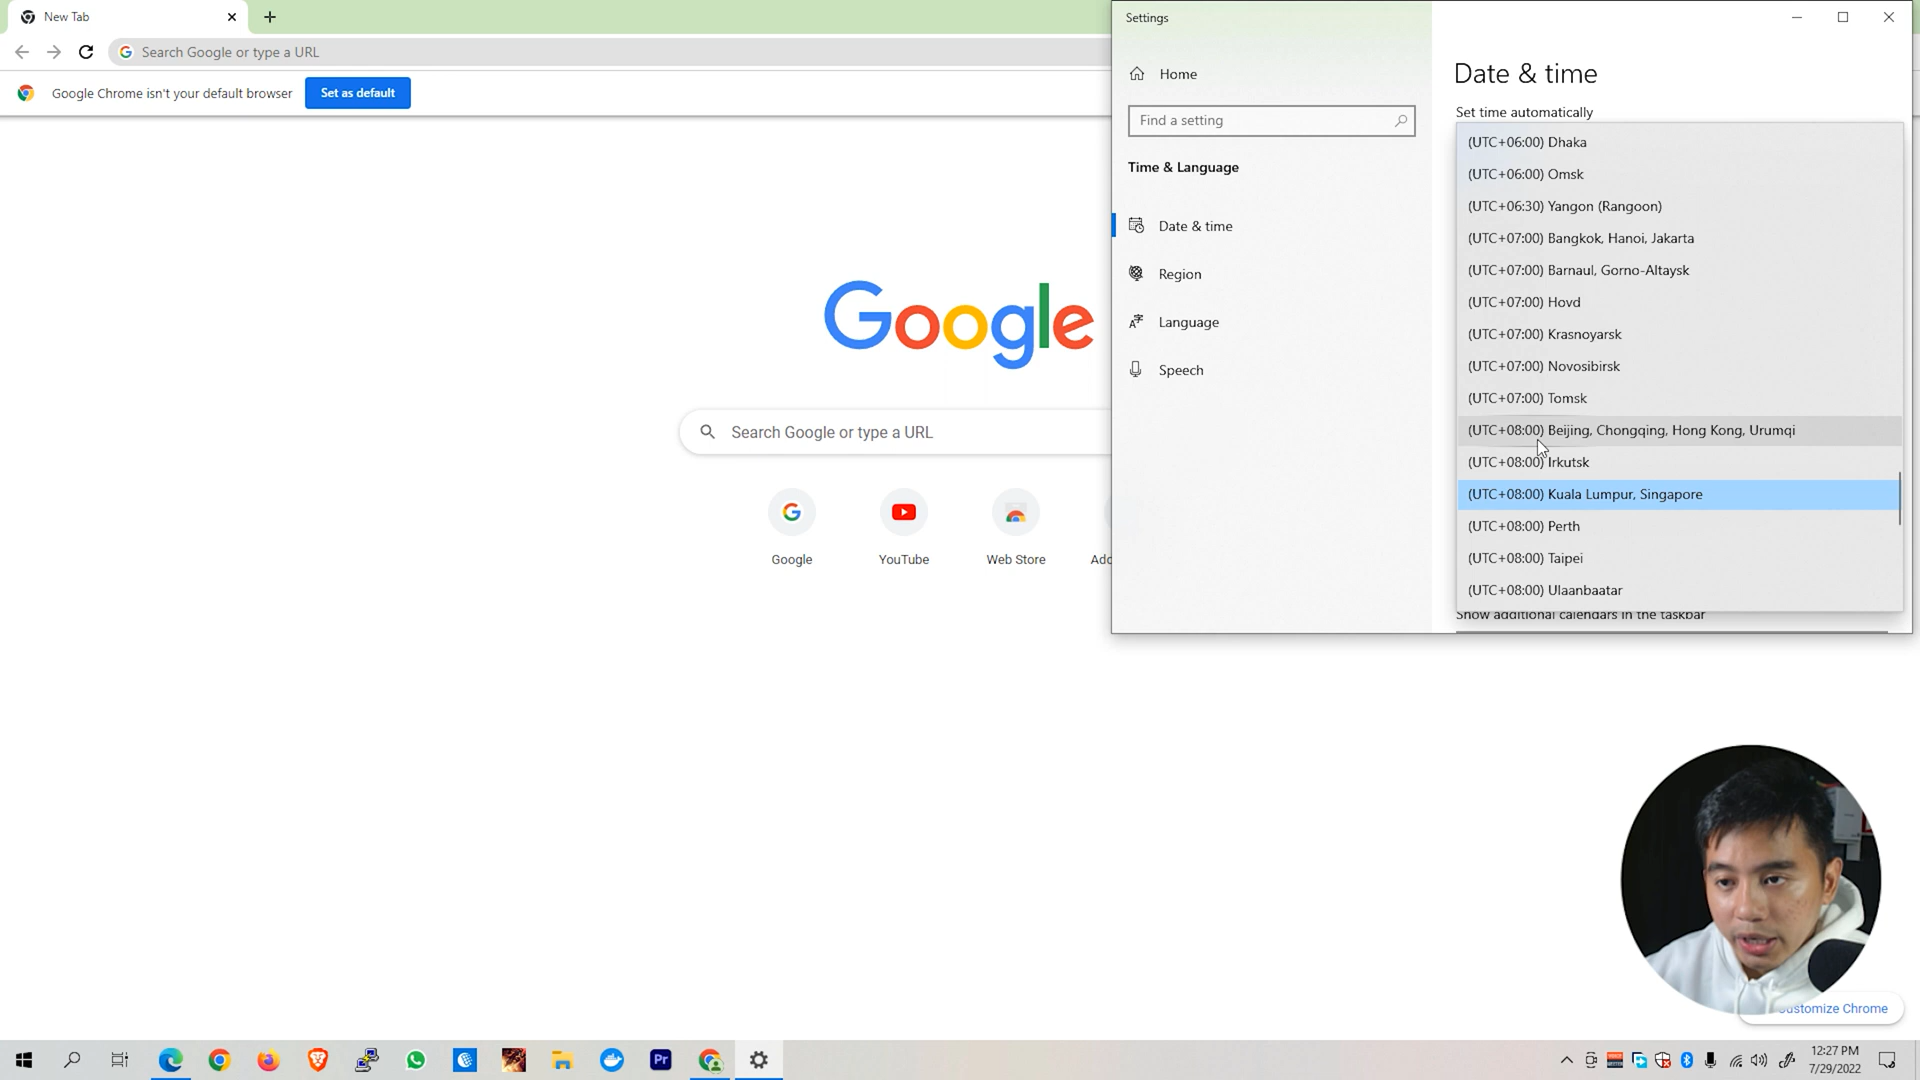 New Tab
Search Google or type a URL
Google Chrome isn't your default browser
Set as default
Google
Search Google or type a URL
Google
YouTube
Web Store
Settings
Home
Find a setting
Time & Language
Date & time
Region
Language
Speech
Date & time
Set time automatically
(UTC+06:00) Dhaka
(UTC+06:00) Omsk
(UTC+06:30) Yangon (Rangoon)
(UTC+07:00) Bangkok, Hanoi, Jakarta
(UTC+07:00) Barnaul, Gorno-Altaysk
(UTC+07:00) Hovd
(UTC+07:00) Krasnoyarsk
(UTC+07:00) Novosibirsk
(UTC+07:00) Tomsk
(UTC+08:00) Beijing, Chongqing, Hong Kong, Urumqi
(UTC+08:00) Irkutsk
(UTC+08:00) Kuala Lumpur, Singapore
(UTC+08:00) Perth
(UTC+08:00) Taipei
(UTC+08:00) Ulaanbaatar
Show additional calendars in the taskbar
ustomize Chrome
Pr
12:27 PM
7/29/2022